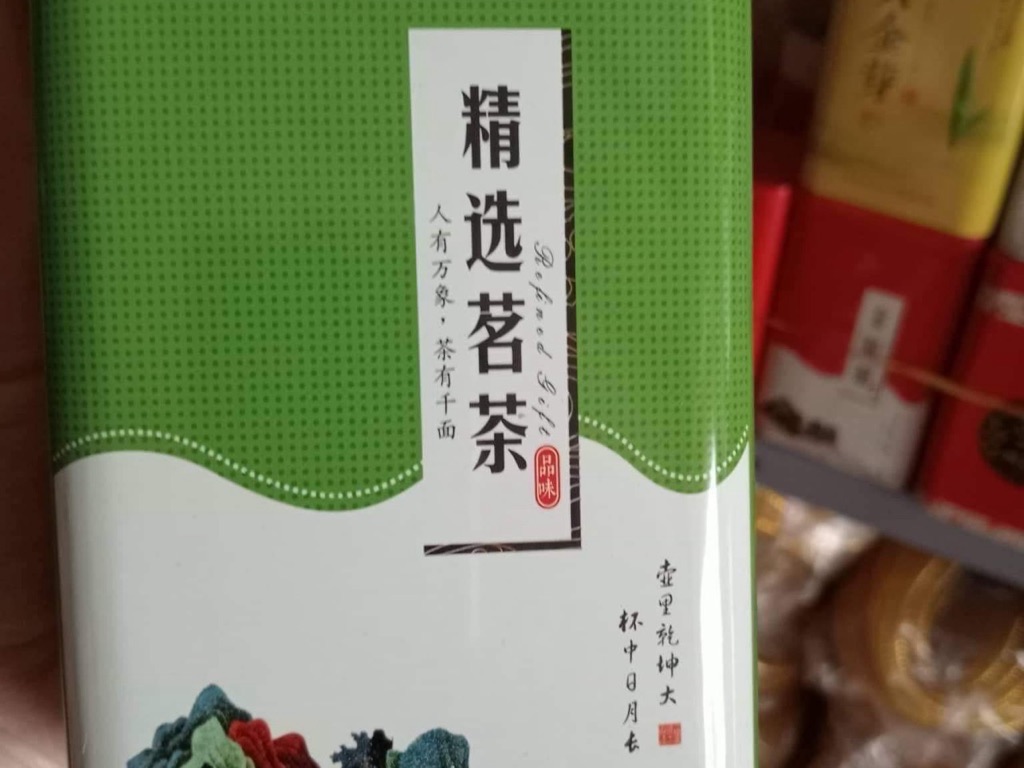 精选茗茶
人有万象，茶有千面
Refined Gift
品味
壶里乾坤大
杯中日月长